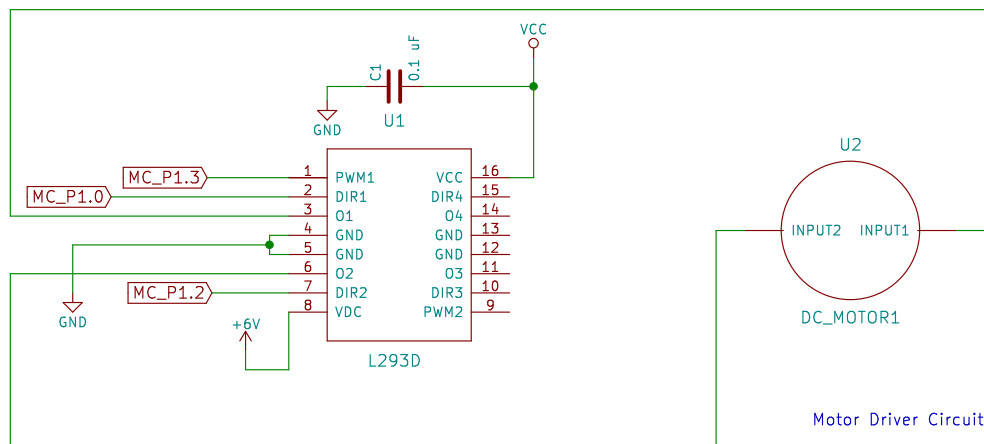 VCC
C1
0.1 uF
GND
U1
MC_P1.3
1
PWM1
VCC
16
MC_P1.0
2
DIR1
DIR4
15
3
O1
O4
14
4
GND
GND
13
5
GND
GND
12
6
O2
O3
11
MC_P1.2
7
DIR2
DIR3
10
8
VDC
PWM2
9
GND
+6V
L293D
U2
INPUT2
INPUT1
DC_MOTOR1
Motor Driver Circuit